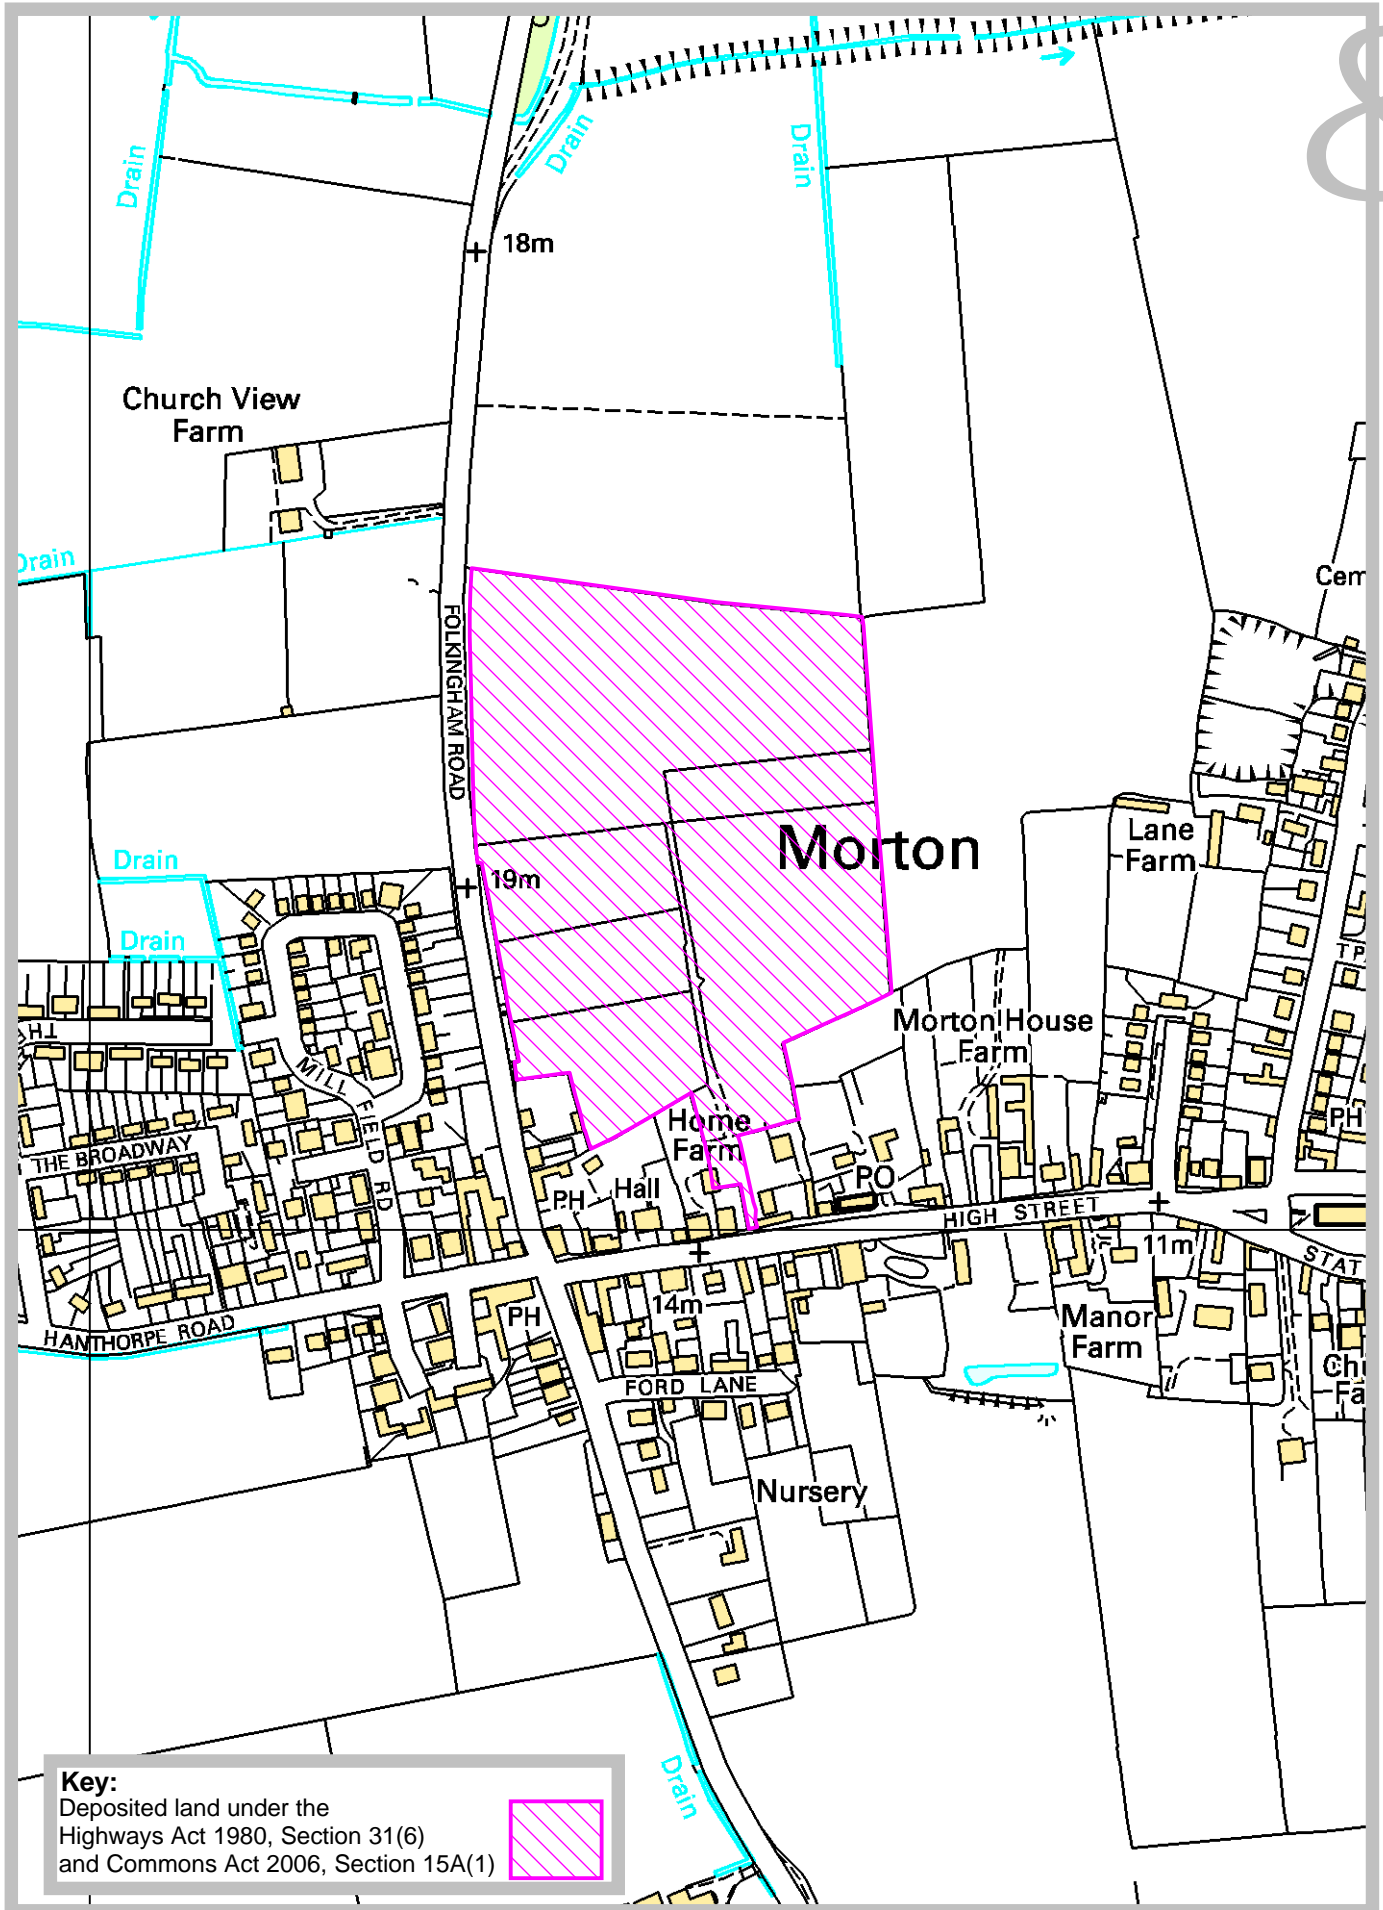 &
Drain
Drain
Drain
18m
Church View
Farm
Drain
Cem
FOLKINGHAM ROAD
Morton
Lane
Farm
Drain
19m
Drain
TP
Morton House
Farm
TH
MILL FIELD RD
Home
Farm
PH
THE BROADWAY
PO
PH
Hall
HIGH STREET
11m
STAT
14m
PH
HANTHORPE ROAD
Manor
Farm
Chu
Fa
FORD LANE
Nursery
Drain
Key:
Deposited land under the
Highways Act 1980, Section 31(6)
and Commons Act 2006, Section 15A(1)